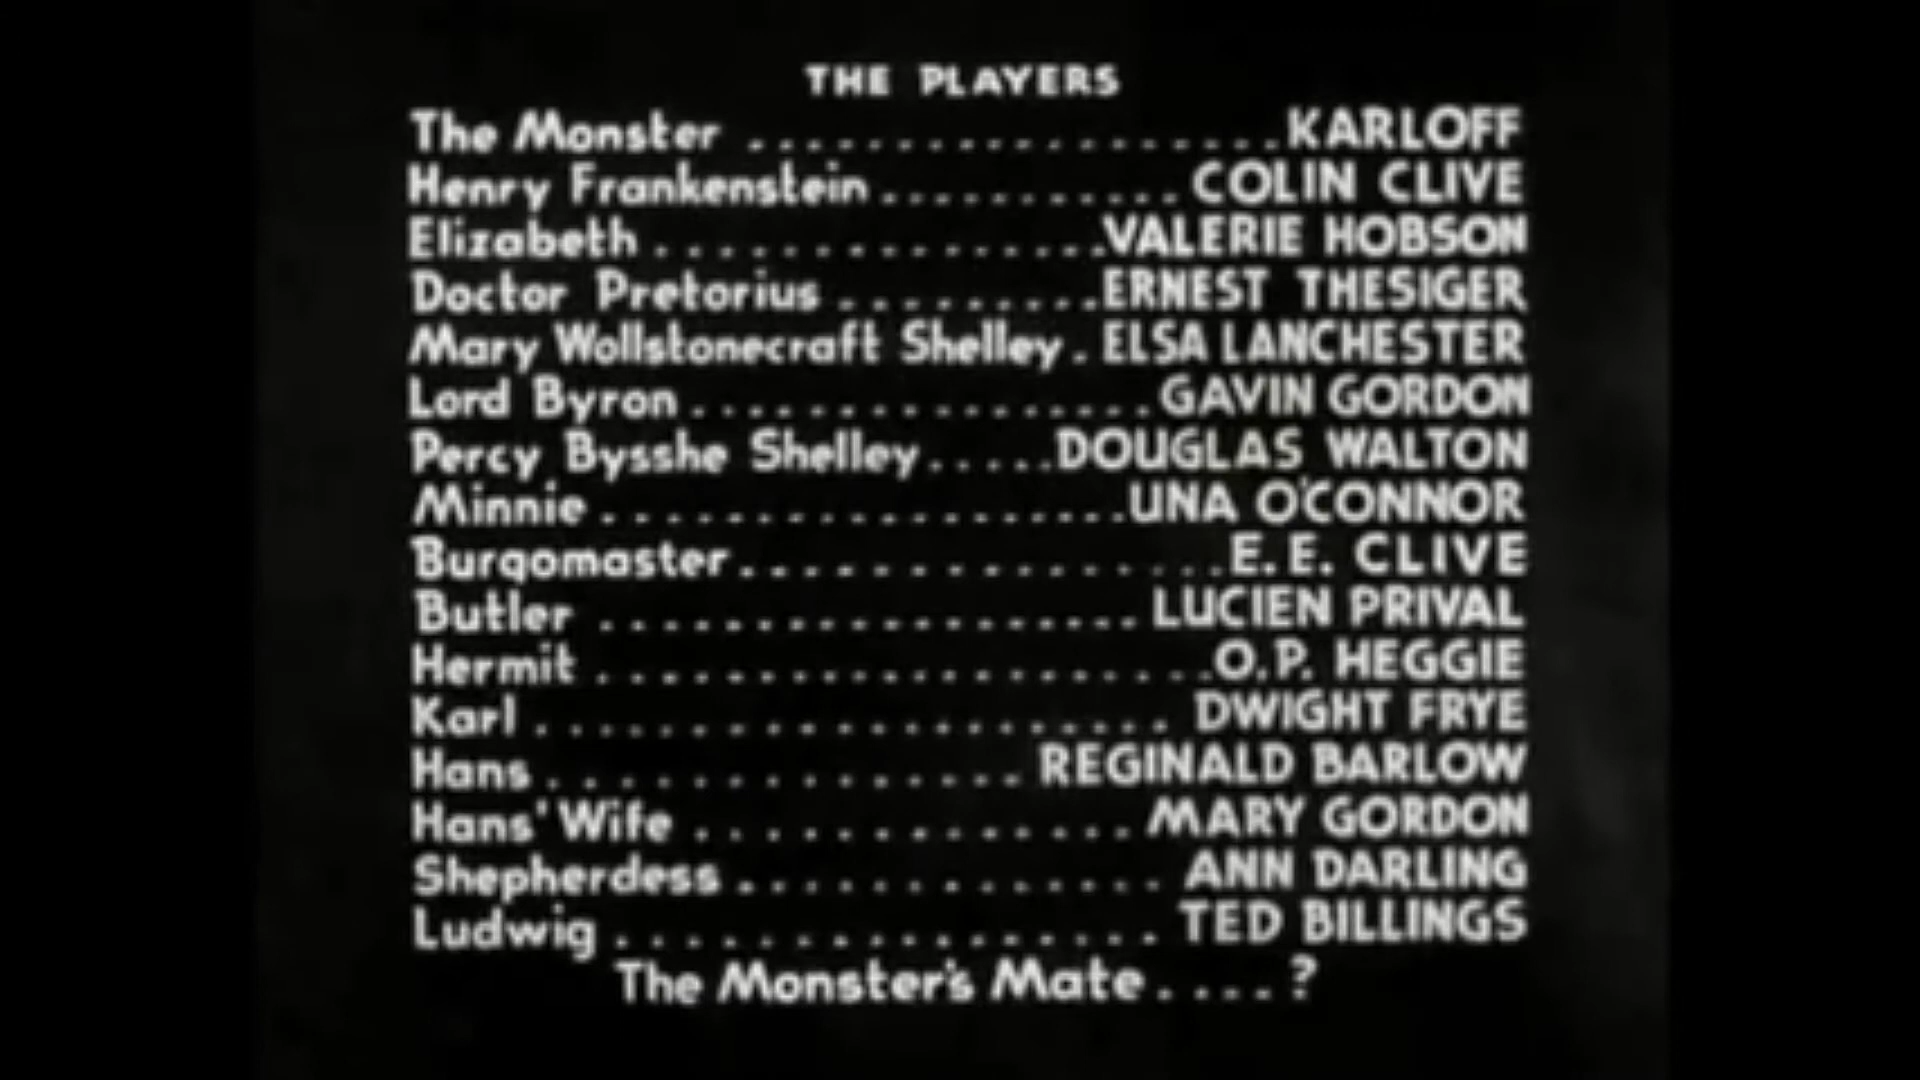 THE PLAYERS
The Monster ..................KARLOFF
Henry Frankenstein........... COLIN CLIVE
Elizabeth ...............VALERIE HOBSON
Doctor Pretorius .........ERNEST THESIGER
Mary Wollstonecraft Shelley . ELSA LANCHESTER
Lord Byron................GAVIN GORDON
Percy Bysshe Shelley.....DOUGLAS WALTON
Minnie .................UNA O'CONNOR
Burgomaster...............E.E. CLIVE
Butler ................. LUCIEN PRIVAL
Hermit ...................O.P. HEGGIE
Karl ................... DWIGHT FRYE
Hans ............... REGINALD BARLOW
Hans' Wife .............. MARY GORDON
Shepherdess ............. ANN DARLING
Ludwig ................. TED BILLINGS
The Monster's Mate ....?